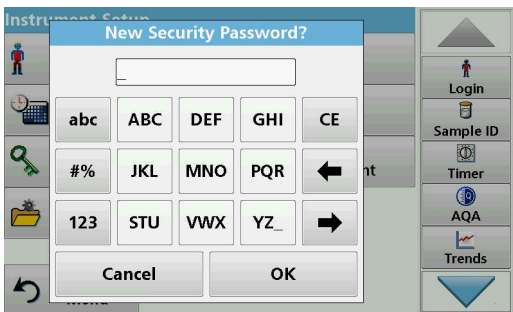 Instrument Setup
New Security Password?
_
abc ABC DEF GHI CE
#% JKL MNO PQR
123 STU VWX YZ_
Cancel OK
nt
Menu
Login
Sample ID
Timer
AQA
Trends